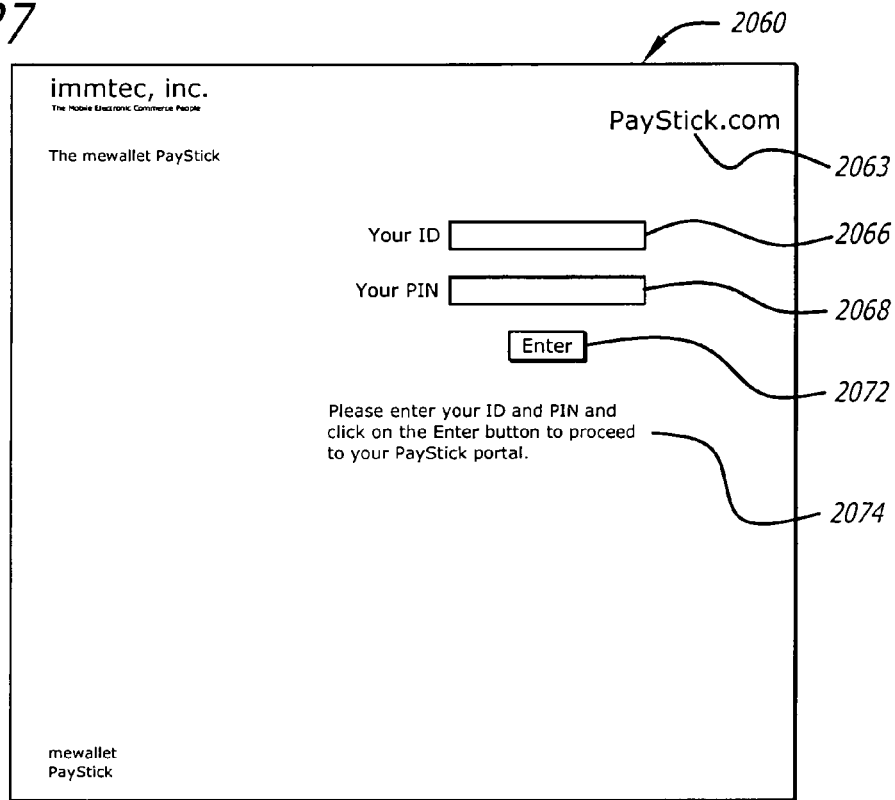 2060
immtec, inc.
The Mobile Electronic Commerce People
PayStick.com
2063
The mewallet PayStick
Your ID
2066
Your PIN
2068
Enter
2072
Please enter your ID and PIN and
click on the Enter button to proceed
to your PayStick portal.
2074
mewallet
PayStick